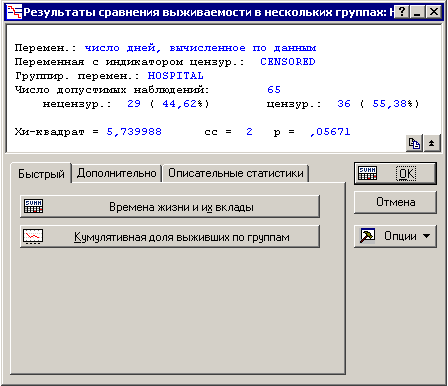 Результаты сравнения выживаемости в нескольких группах:
Перемен.: число дней, вычисленное по данным
Переменная с индикатором цензур.: CENSORED
Группир. перемен.: HOSPITAL
Число допустимых наблюдений: 65
нецензур.: 29 ( 44,62%) цензур.: 36 ( 55,38%)
Хи-квадрат = 5,739988 сс = 2 p = ,05671
Быстрый Дополнительно Описательные статистики
Времена жизни и их вклады
Кумулятивная доля выживших по группам
OK
Отмена
Опции